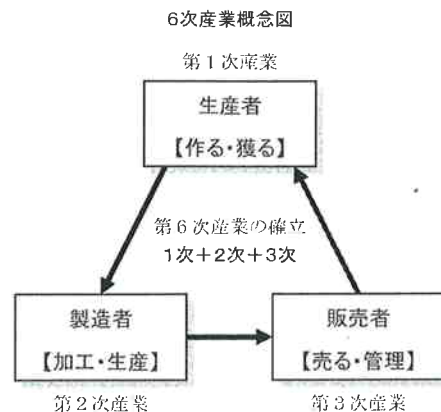 6次産業概念図
第1次産業
生産者
【作る・獲る】
第6次産業の確立
1次＋2次＋3次
製造者
【加工・生産】
販売者
【売る・管理】
第2次産業
第3次産業